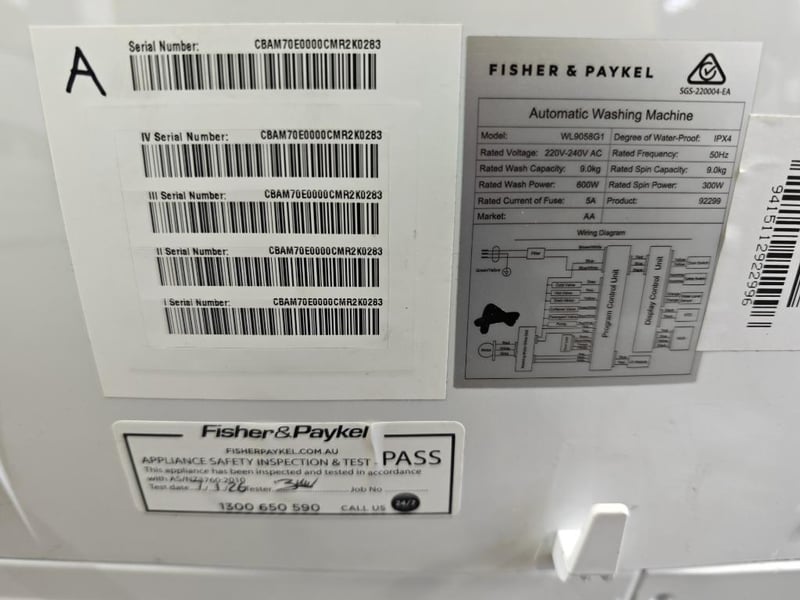 A
Serial Number: CBAM70E0000CMR2K0283
IV Serial Number: CBAM70E0000CMR2K0283
III Serial Number: CBAM70E0000CMR2K0283
II Serial Number: CBAM70E0000CMR2K0283
I Serial Number: CBAM70E0000CMR2K0283
FISHER & PAYKEL
SGS-220004-EA
Automatic Washing Machine
Model: WL9058G1 Degree of Water-Proof: IPX4
Rated Voltage: 220V-240V AC Rated Frequency: 50Hz
Rated Wash Capacity: 9.0kg Rated Spin Capacity: 9.0kg
Rated Wash Power: 600W Rated Spin Power: 300W
Rated Current of Fuse: 5A Product: 92299
Market: AA
Wiring Diagram
Filter
Program Control Unit
Display Control Unit
9415112922996
Fisher&Paykel
FISHERPAYKEL.COM.AU
APPLIANCE SAFETY INSPECTION & TEST - PASS
This appliance has been inspected and tested in accordance
with AS/NZ3760:2010
Test date 1/1/26 Tester Job No
1300 650 590 CALL US 24/7